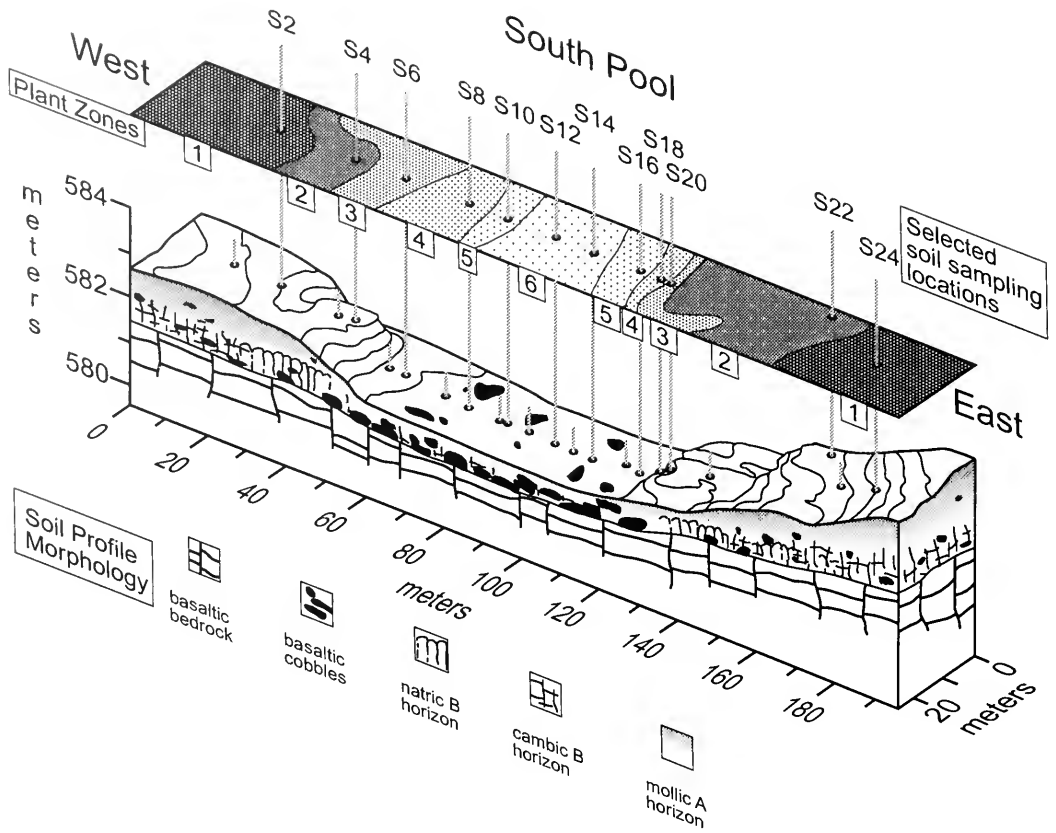 South Pool
West
East
Plant Zones
S2
S4
S6
S8
S10
S12
S14
S16
S18
S20
S22
S24
Selected
soil sampling
locations
1
2
3
4
5
6
5
4
3
2
1
meters
584
582
580
0
20
40
60
80
100
120
140
160
180
meters
0
20
meters
Soil Profile
Morphology
basaltic
bedrock
basaltic
cobbles
natric B
horizon
cambic B
horizon
mollic A
horizon